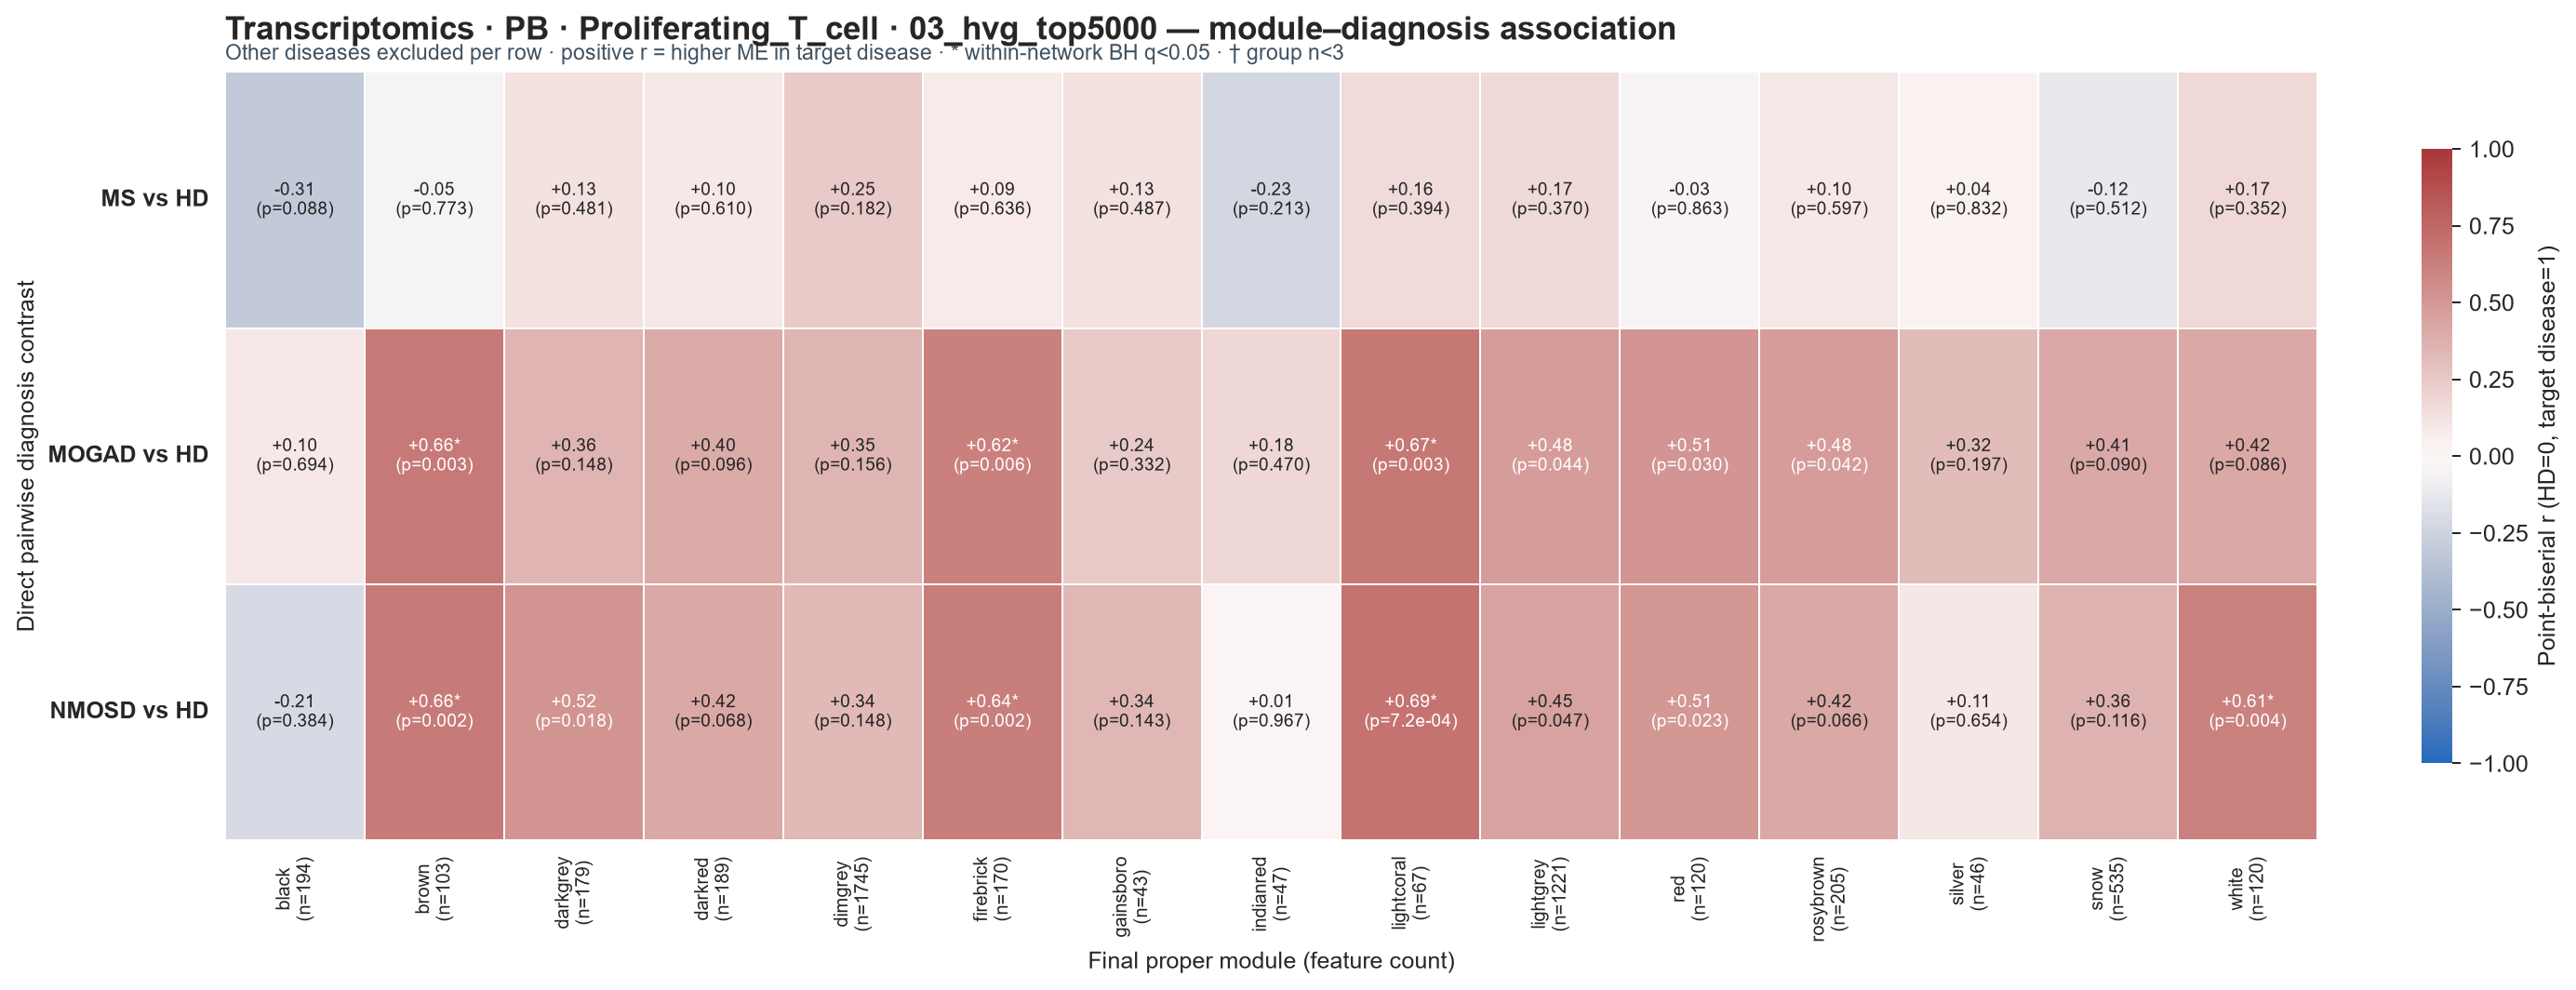 Transcriptomics · PB · Proliferating_T_cell · 03_hvg_top5000 — module–diagnosis association
Other diseases excluded per row · positive r = higher ME in target disease · * within-network BH q<0.05 · † group n<3
Direct pairwise diagnosis contrast
MS vs HD
-0.31 -0.05 +0.13 +0.10 +0.25 +0.09 +0.13 -0.23 +0.16 +0.17 -0.03 +0.10 +0.04 -0.12 +0.17
(p=0.088) (p=0.773) (p=0.481) (p=0.610) (p=0.182) (p=0.636) (p=0.487) (p=0.213) (p=0.394) (p=0.370) (p=0.863) (p=0.597) (p=0.832) (p=0.512) (p=0.352)
MOGAD vs HD
+0.10 +0.66* +0.36 +0.40 +0.35 +0.62* +0.24 +0.18 +0.67* +0.48 +0.51 +0.48 +0.32 +0.41 +0.42
(p=0.694) (p=0.003) (p=0.148) (p=0.096) (p=0.156) (p=0.006) (p=0.332) (p=0.470) (p=0.003) (p=0.044) (p=0.030) (p=0.042) (p=0.197) (p=0.090) (p=0.086)
NMOSD vs HD
-0.21 +0.66* +0.52 +0.42 +0.34 +0.64* +0.34 +0.01 +0.69* +0.45 +0.51 +0.42 +0.11 +0.36 +0.61*
(p=0.384) (p=0.002) (p=0.018) (p=0.068) (p=0.148) (p=0.002) (p=0.143) (p=0.967) (p=7.2e-04) (p=0.047) (p=0.023) (p=0.066) (p=0.654) (p=0.116) (p=0.004)
black
(n=194)
brown
(n=103)
darkgrey
(n=179)
darkred
(n=189)
dimgrey
(n=1745)
firebrick
(n=170)
gainsboro
(n=43)
indianred
(n=47)
lightcoral
(n=67)
lightgrey
(n=1221)
red
(n=120)
rosybrown
(n=205)
silver
(n=46)
snow
(n=535)
white
(n=120)
Final proper module (feature count)
1.00
0.75
0.50
0.25
0.00
−0.25
−0.50
−0.75
−1.00
Point-biserial r (HD=0, target disease=1)